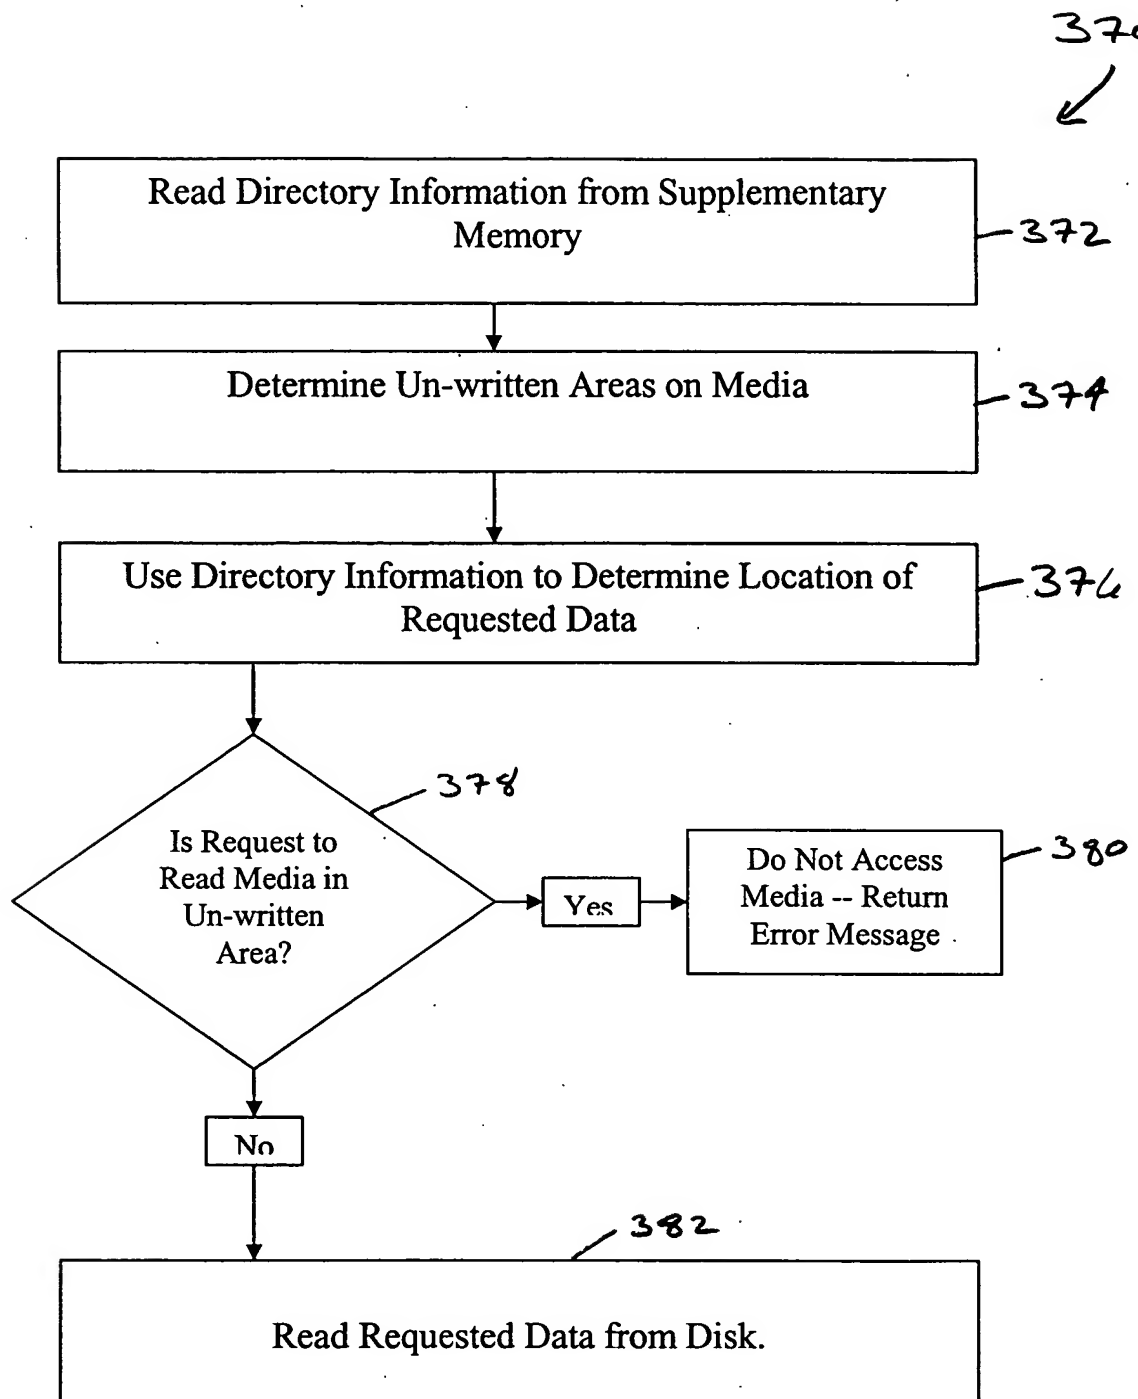 Read Directory Information from Supplementary
Memory
372
Determine Un-written Areas on Media
374
Use Directory Information to Determine Location of
Requested Data
376
378
Is Request to
Read Media in
Un-written
Area?
Yes
Do Not Access
Media -- Return
Error Message
380
No
382
Read Requested Data from Disk.